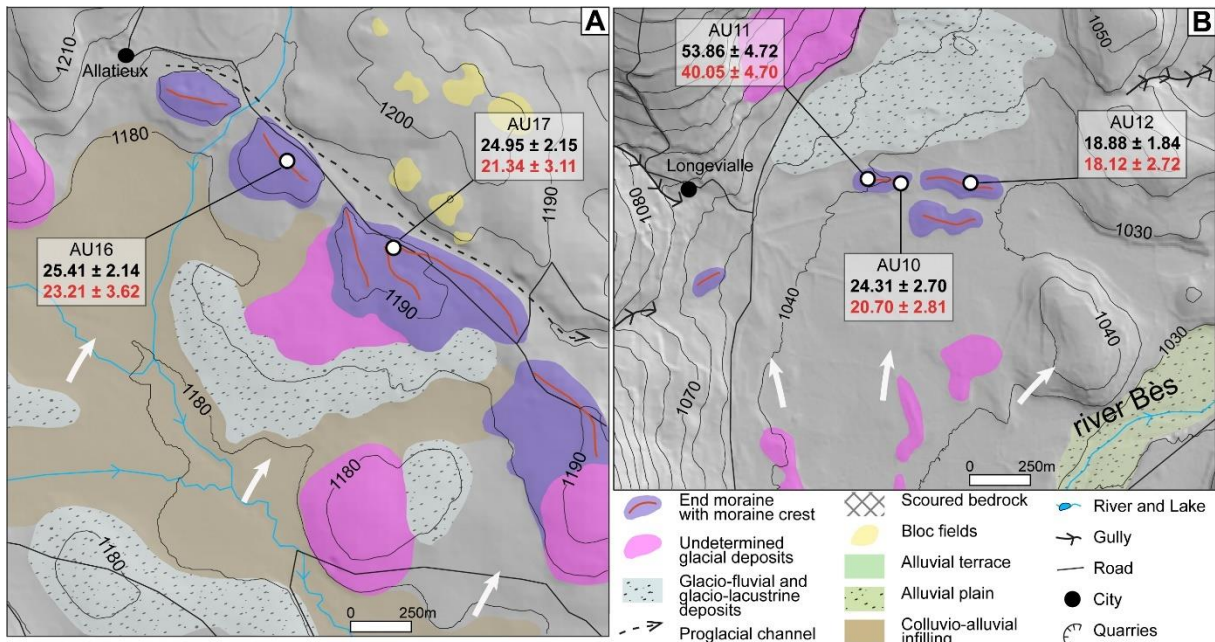 A
1210
Allatieux
1180
1200
AU17
24.95 ± 2.15
21.34 ± 3.11
1190
AU16
25.41 ± 2.14
23.21 ± 3.62
1190
1180
1180
1190
1180
0 250m
B
AU11
53.86 ± 4.72
40.05 ± 4.70
1050
AU12
18.88 ± 1.84
18.12 ± 2.72
Longevialle
1080
1030
AU10
24.31 ± 2.70
20.70 ± 2.81
1040
1040
1030
1070
river Bès
0 250m
End moraine
with moraine crest
Undetermined
glacial deposits
Glacio-fluvial and
glacio-lacustrine
deposits
Proglacial channel
Scoured bedrock
Bloc fields
Alluvial terrace
Alluvial plain
Colluvio-alluvial
infilling
River and Lake
Gully
Road
City
Quarries